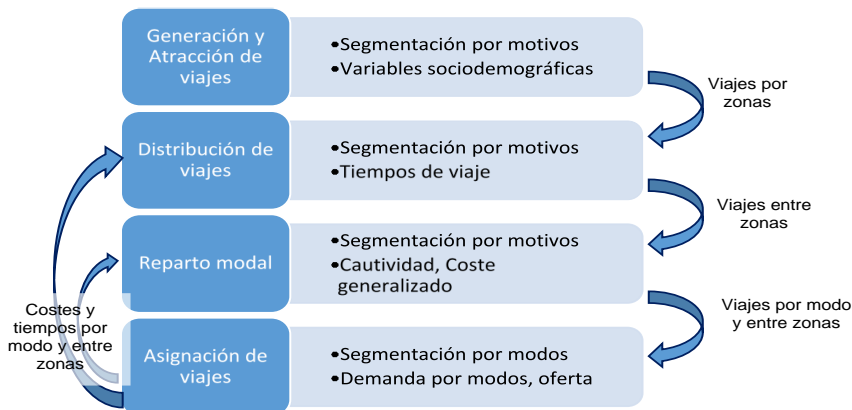 Generación y
Atracción de
viajes
•Segmentación por motivos
•Variables sociodemográficas
Viajes por
zonas
Distribución de
viajes
•Segmentación por motivos
•Tiempos de viaje
Viajes entre
zonas
Reparto modal
•Segmentación por motivos
•Cautividad, Coste
generalizado
Viajes por modo
y entre zonas
Costes y
tiempos por
modo y entre
zonas
Asignación de
viajes
•Segmentación por modos
•Demanda por modos, oferta